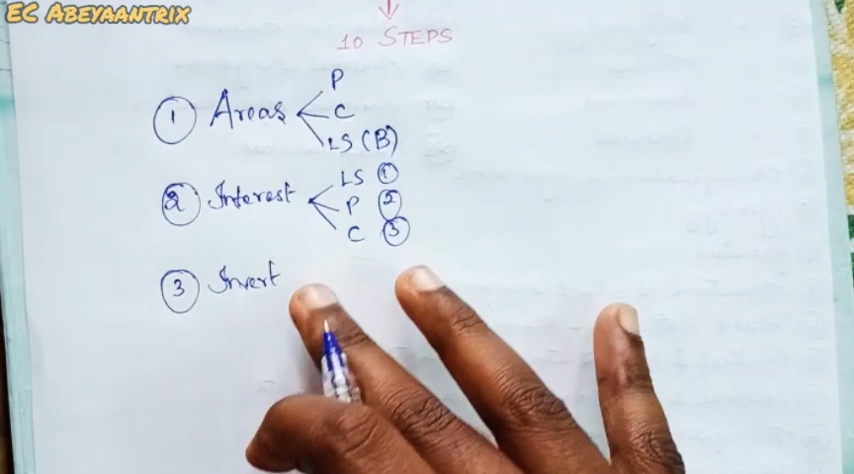 EC ABEYAANTRIX
10 STEPS
P
① Areas C
LS (B)
LS ①
② Interest P ②
C ③
③ Invert